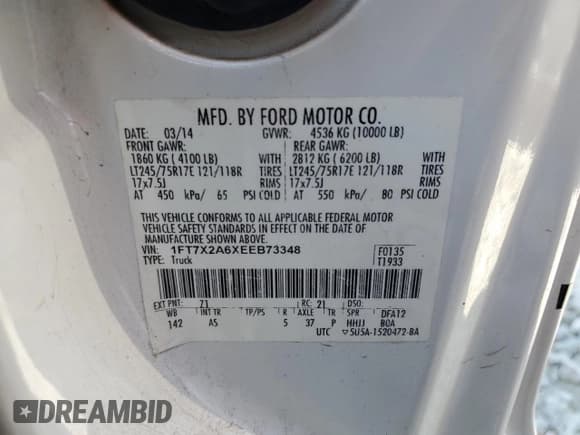 MFD. BY FORD MOTOR CO.
DATE: 03/14 GVWR: 4536 KG (10000 LB)
FRONT GAWR: REAR GAWR:
1860 KG ( 4100 LB) WITH 2812 KG ( 6200 LB) WITH
LT245/75R17E 121/118R TIRES LT245/75R17E 121/118R TIRES
17x7.5J RIMS 17x7.5J RIMS
AT 450 kPa/ 65 PSI COLD AT 550 kPa/ 80 PSI COLD
THIS VEHICLE CONFORMS TO ALL APPLICABLE FEDERAL MOTOR
VEHICLE SAFETY STANDARDS IN EFFECT ON THE DATE OF
MANUFACTURE SHOWN ABOVE.
VIN: 1FT7X2A6XEEB73348 F0135
TYPE: Truck T1933
EXT PNT: Z1 RC: 21 DSO:
WB INT TR TP/PS R AXLE TR SPR DFA12
142 AS 5 37 P HHJJ BOA
UTC ▽5U5A-1520472-BA
DREAMBID